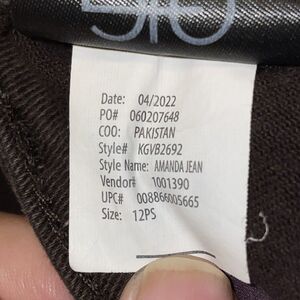 Date: 04/2022
PO# 060207648
COO: PAKISTAN
Style# KGVB2692
Style Name: AMANDA JEAN
Vendor# 1001390
UPC# 008866005665
Size: 12PS